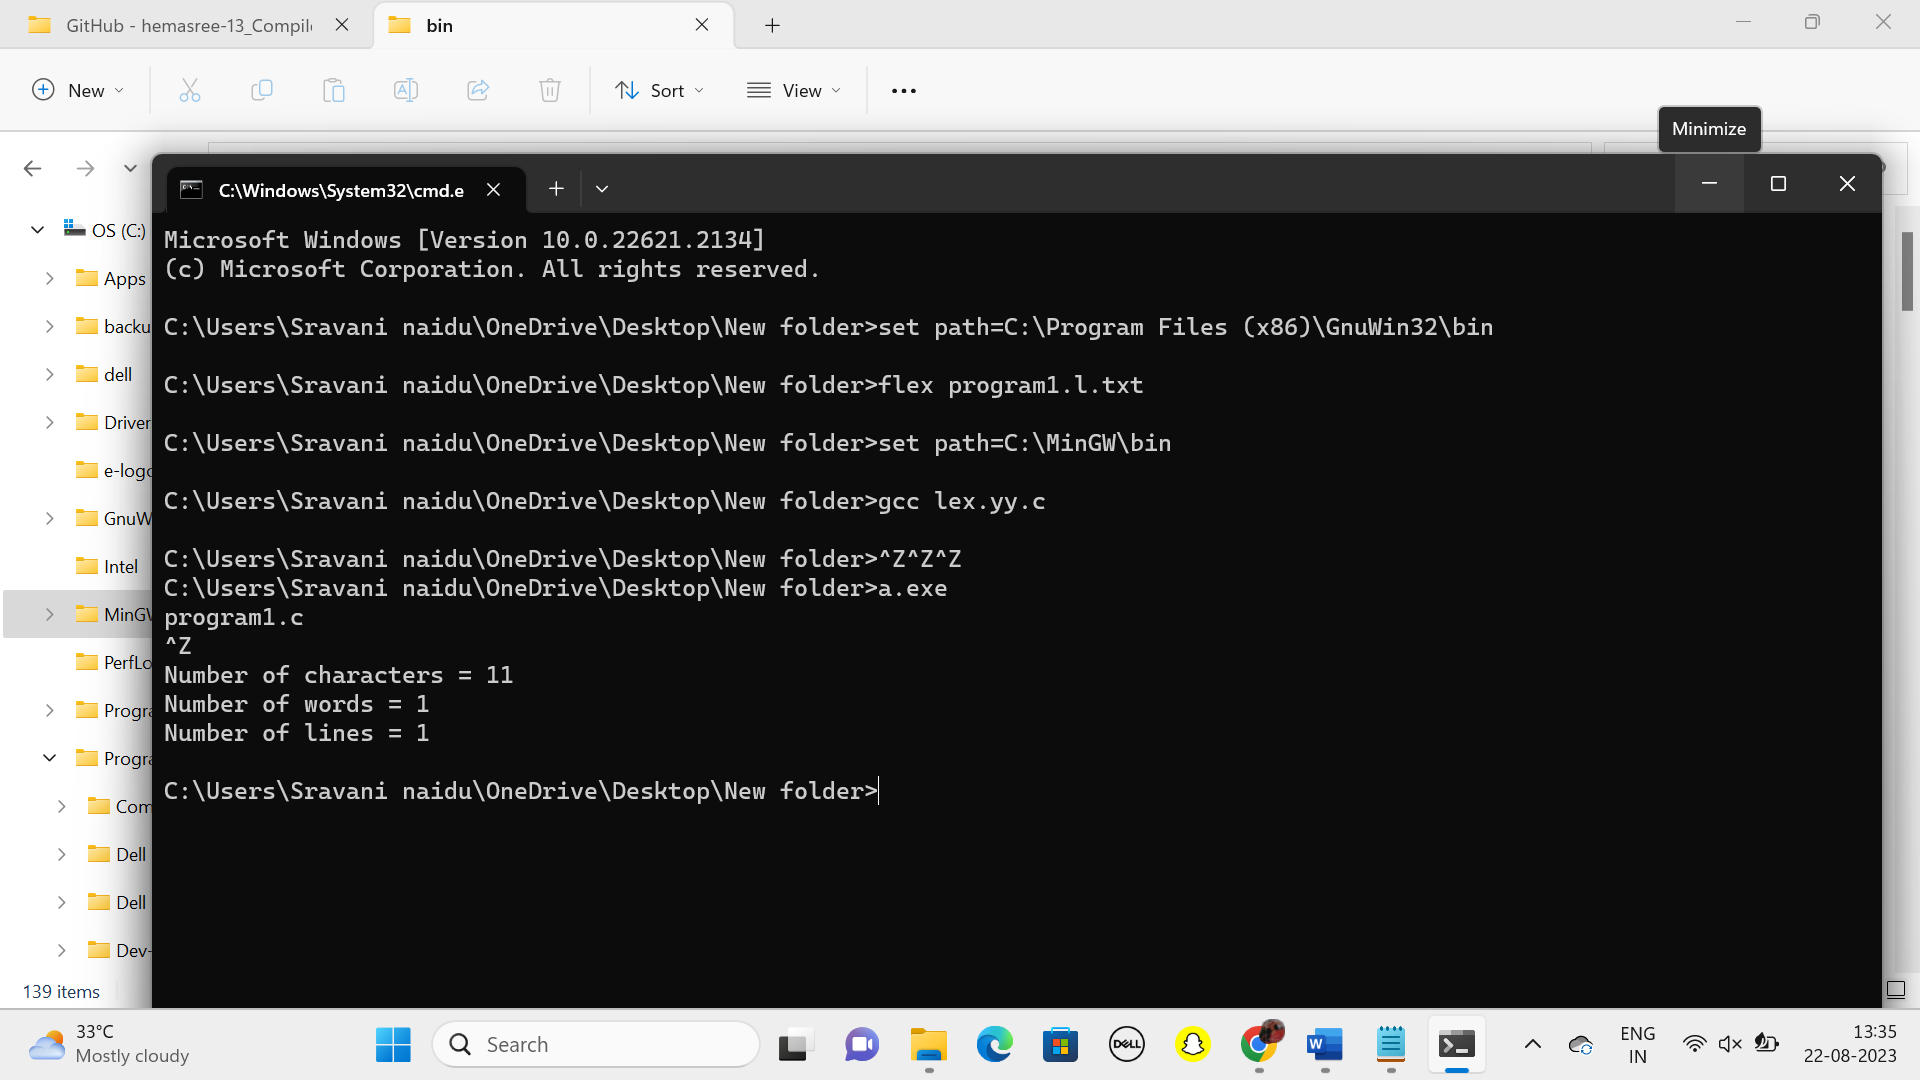 GitHub - hemasree-13_Compil
bin
New
Sort
View
Minimize
C:\Windows\System32\cmd.e
OS (C:)
Apps
backu
dell
Driver
e-logo
GnuW
Intel
MinGW
PerfLo
Progra
Progra
Com
Dell
Dell
Dev-
139 items
Microsoft Windows [Version 10.0.22621.2134]
(c) Microsoft Corporation. All rights reserved.
C:\Users\Sravani naidu\OneDrive\Desktop\New folder>set path=C:\Program Files (x86)\GnuWin32\bin
C:\Users\Sravani naidu\OneDrive\Desktop\New folder>flex program1.l.txt
C:\Users\Sravani naidu\OneDrive\Desktop\New folder>set path=C:\MinGW\bin
C:\Users\Sravani naidu\OneDrive\Desktop\New folder>gcc lex.yy.c
C:\Users\Sravani naidu\OneDrive\Desktop\New folder>^Z^Z^Z
C:\Users\Sravani naidu\OneDrive\Desktop\New folder>a.exe
program1.c
^Z
Number of characters = 11
Number of words = 1
Number of lines = 1
C:\Users\Sravani naidu\OneDrive\Desktop\New folder>
33°C
Mostly cloudy
Search
DELL
W
ENG
IN
13:35
22-08-2023